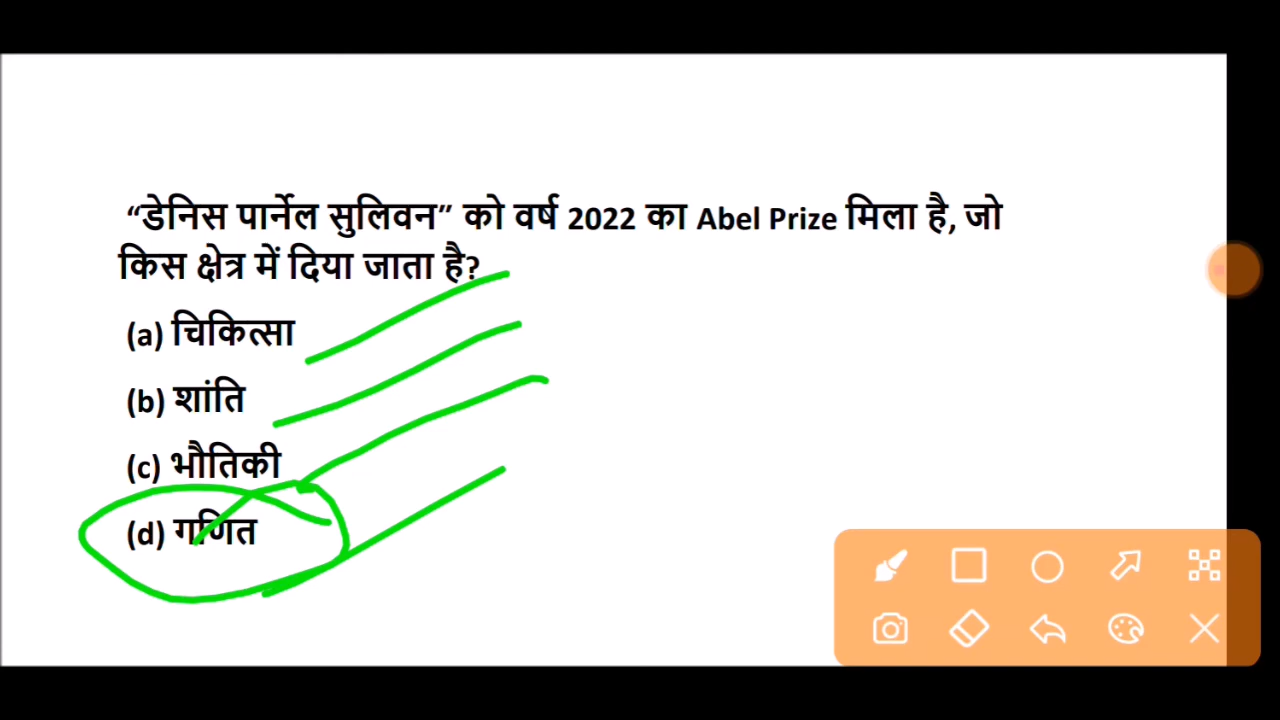 “डेनिस पार्नेल सुलिवन” को वर्ष 2022 का Abel Prize मिला है, जो
किस क्षेत्र में दिया जाता है?
(a) चिकित्सा
(b) शांति
(c) भौतिकी
(d) गणित